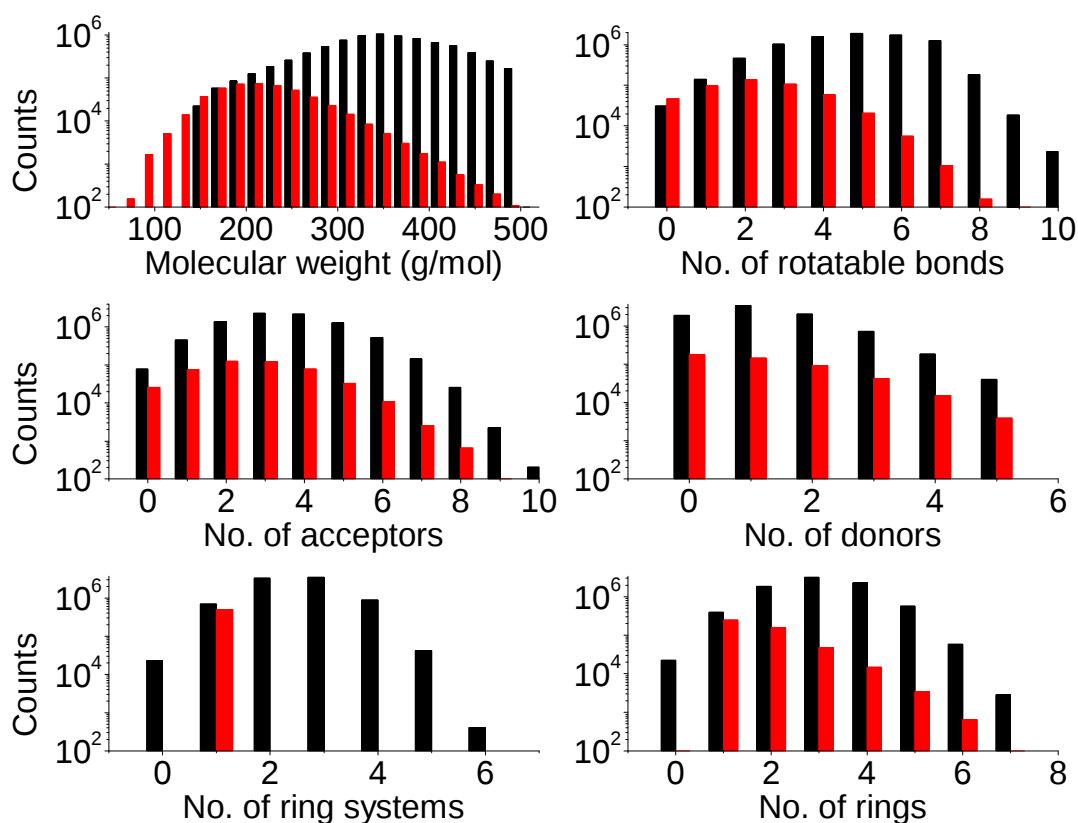 10^6
10^4
10^2
Counts
100 200 300 400 500
Molecular weight (g/mol)
10^6
10^4
10^2
0 2 4 6 8 10
No. of rotatable bonds
10^6
10^4
10^2
Counts
0 2 4 6 8 10
No. of acceptors
10^6
10^4
10^2
0 2 4 6
No. of donors
10^6
10^4
10^2
Counts
0 2 4 6
No. of ring systems
10^6
10^4
10^2
0 2 4 6 8
No. of rings